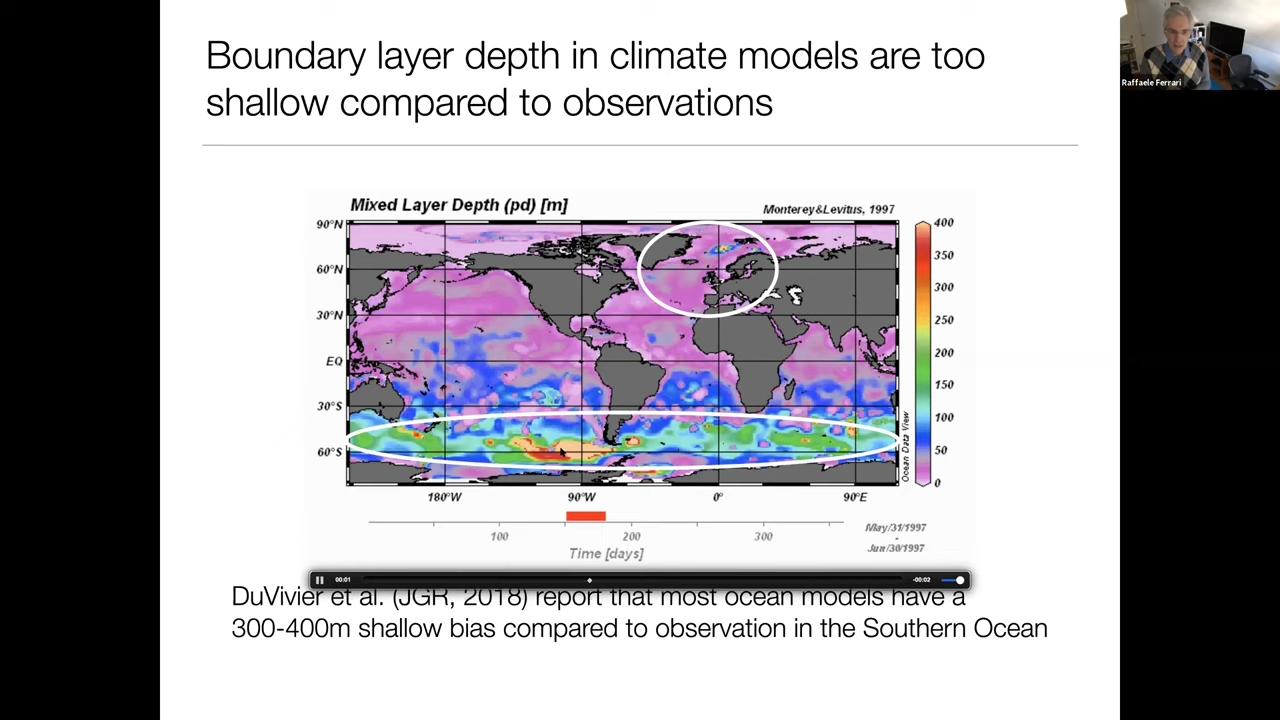 Boundary layer depth in climate models are too
shallow compared to observations
Raffaele Ferrari
Mixed Layer Depth (pd) [m]
Monterey&Levitus, 1997
90°N
60°N
30°N
EQ
30°S
60°S
180°W
90°W
0°
90°E
400
350
300
250
200
150
100
50
0
Ocean Data View
100
200
300
Time [days]
May/31/1997
-
Jun/30/1997
00:01
-00:02
DuVivier et al. (JGR, 2018) report that most ocean models have a
300-400m shallow bias compared to observation in the Southern Ocean